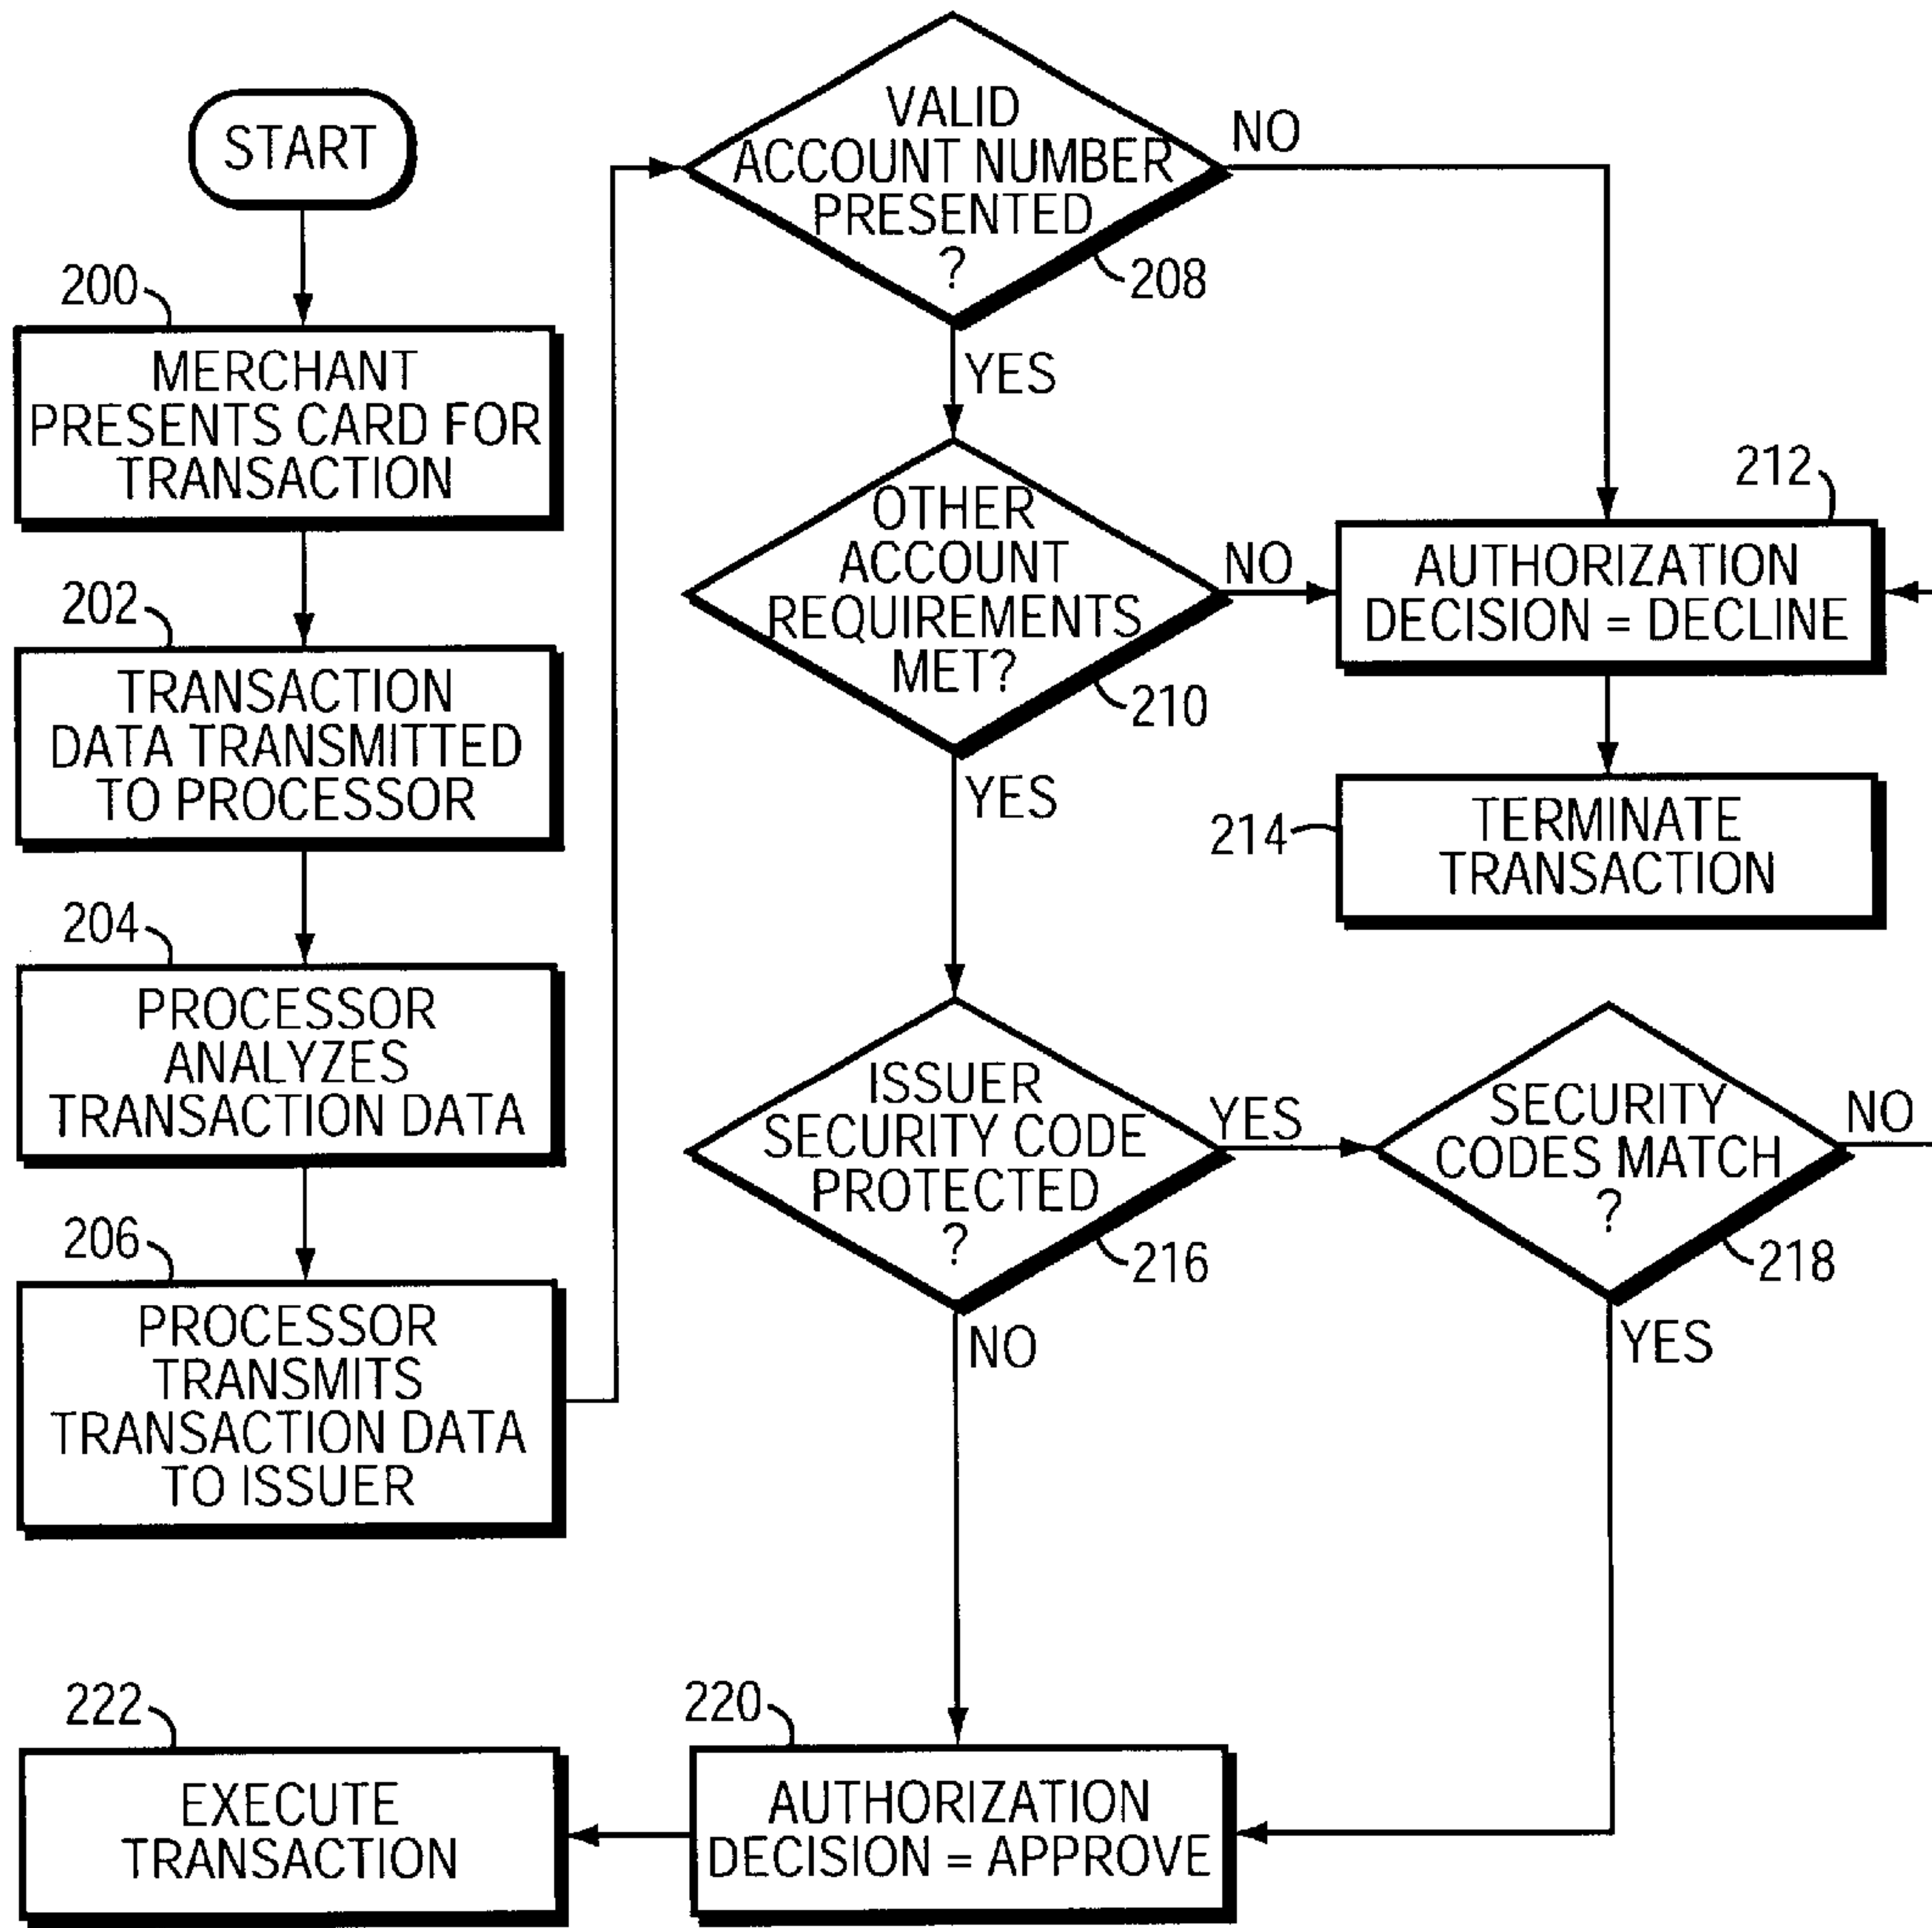 START
200
MERCHANT
PRESENTS CARD FOR
TRANSACTION
202
TRANSACTION
DATA TRANSMITTED
TO PROCESSOR
204
PROCESSOR
ANALYZES
TRANSACTION DATA
206
PROCESSOR
TRANSMITS
TRANSACTION DATA
TO ISSUER
VALID
ACCOUNT NUMBER
PRESENTED
?
208
NO
YES
OTHER
ACCOUNT
REQUIREMENTS
MET?
210
NO
YES
212
AUTHORIZATION
DECISION = DECLINE
214
TERMINATE
TRANSACTION
ISSUER
SECURITY CODE
PROTECTED
?
216
YES
NO
SECURITY
CODES MATCH
?
218
NO
YES
220
AUTHORIZATION
DECISION = APPROVE
222
EXECUTE
TRANSACTION